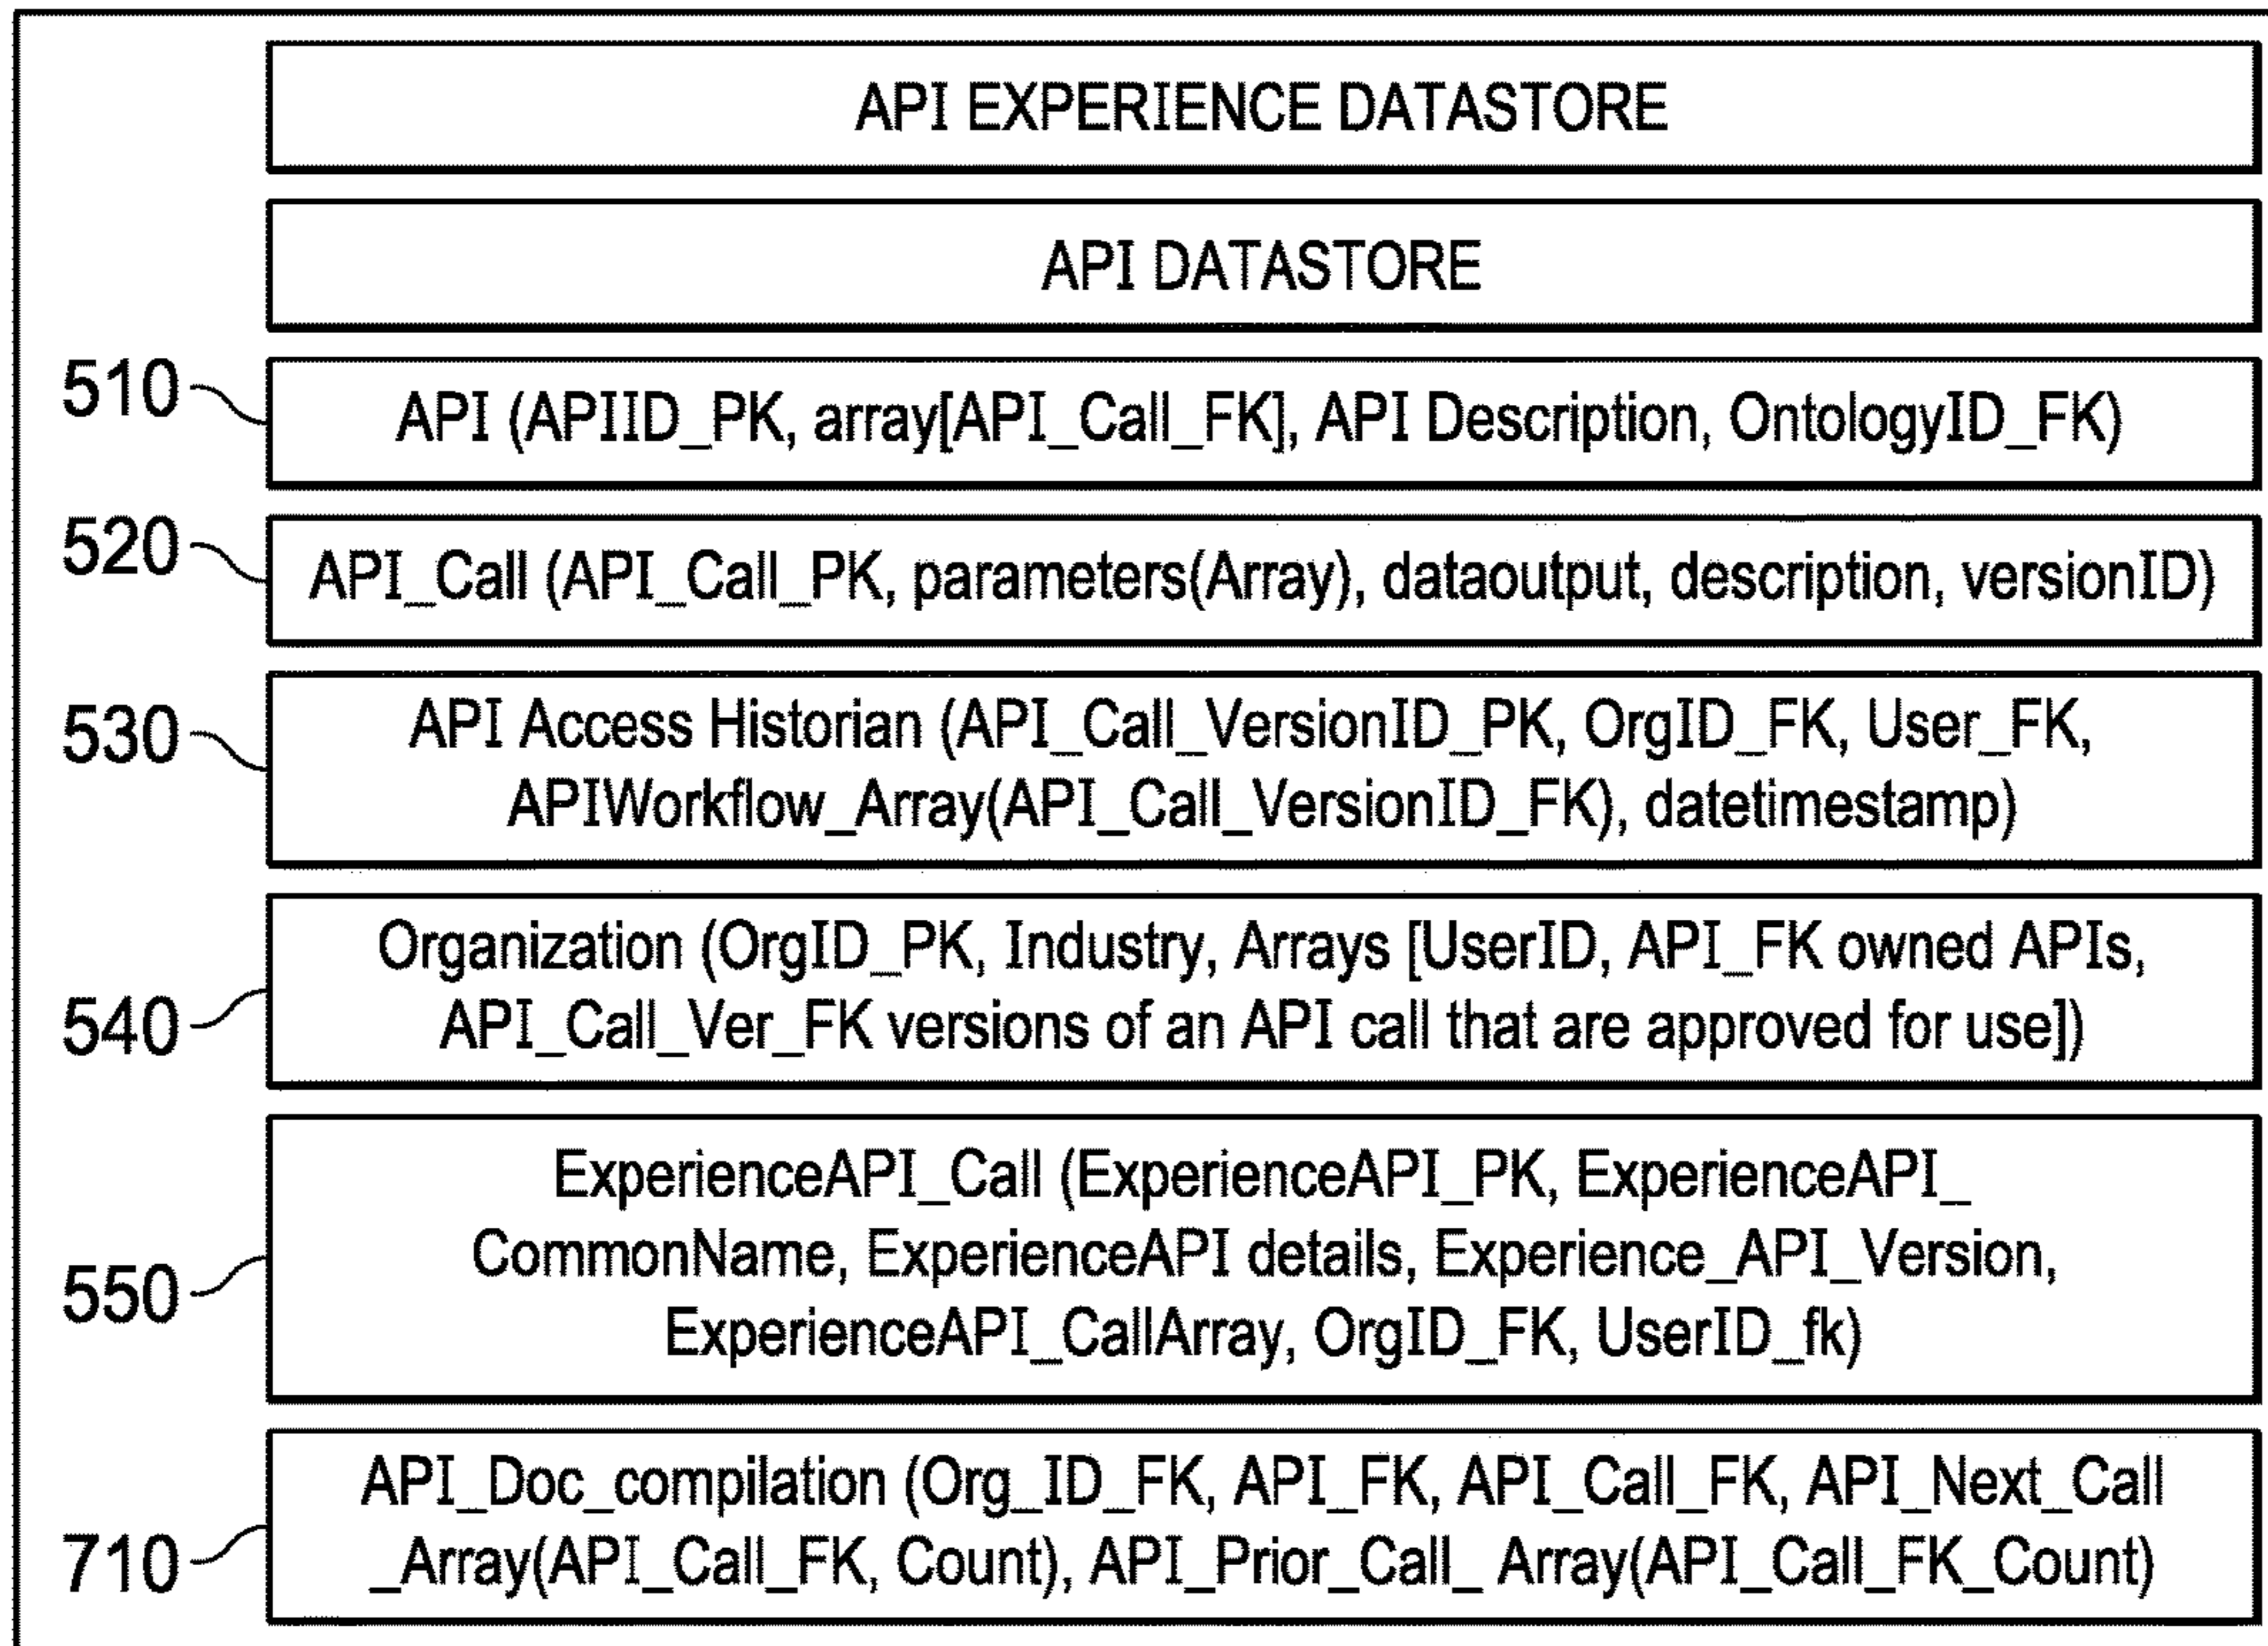 API EXPERIENCE DATASTORE
API DATASTORE
510
API (APIID_PK, array[API_Call_FK], API Description, OntologyID_FK)
520
API_Call (API_Call_PK, parameters(Array), dataoutput, description, versionID)
530
API Access Historian (API_Call_VersionID_PK, OrgID_FK, User_FK,
APIWorkflow_Array(API_Call_VersionID_FK), datetimestamp)
540
Organization (OrgID_PK, Industry, Arrays [UserID, API_FK owned APIs,
API_Call_Ver_FK versions of an API call that are approved for use])
550
ExperienceAPI_Call (ExperienceAPI_PK, ExperienceAPI_
CommonName, ExperienceAPI details, Experience_API_Version,
ExperienceAPI_CallArray, OrgID_FK, UserID_fk)
710
API_Doc_compilation (Org_ID_FK, API_FK, API_Call_FK, API_Next_Call
_Array(API_Call_FK, Count), API_Prior_Call_ Array(API_Call_FK_Count)